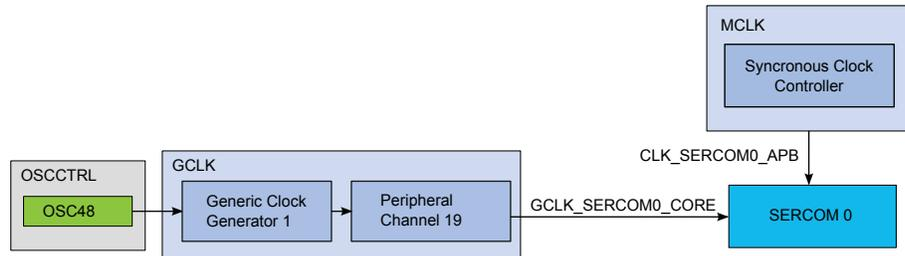 MCLK
Syncronous Clock
Controller
CLK_SERCOM0_APB
OSCCTRL
OSC48
GCLK
Generic Clock
Generator 1
Peripheral
Channel 19
GCLK_SERCOM0_CORE
SERCOM 0